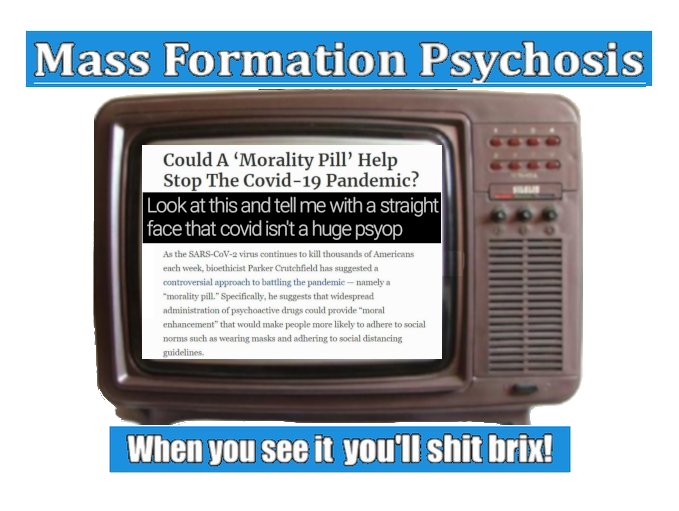 Mass Formation Psychosis
Could A ‘Morality Pill’ Help
Stop The Covid-19 Pandemic?
Look at this and tell me with a straight
face that covid isn't a huge psyop
As the SARS-CoV-2 virus continues to kill thousands of Americans
each week, bioethicist Parker Crutchfield has suggested a
controversial approach to battling the pandemic — namely a
“morality pill.” Specifically, he suggests that widespread
administration of psychoactive drugs could provide “moral
enhancement” that would make people more likely to adhere to social
norms such as wearing masks and adhering to social distancing
guidelines.
When you see it you'll shit brix!